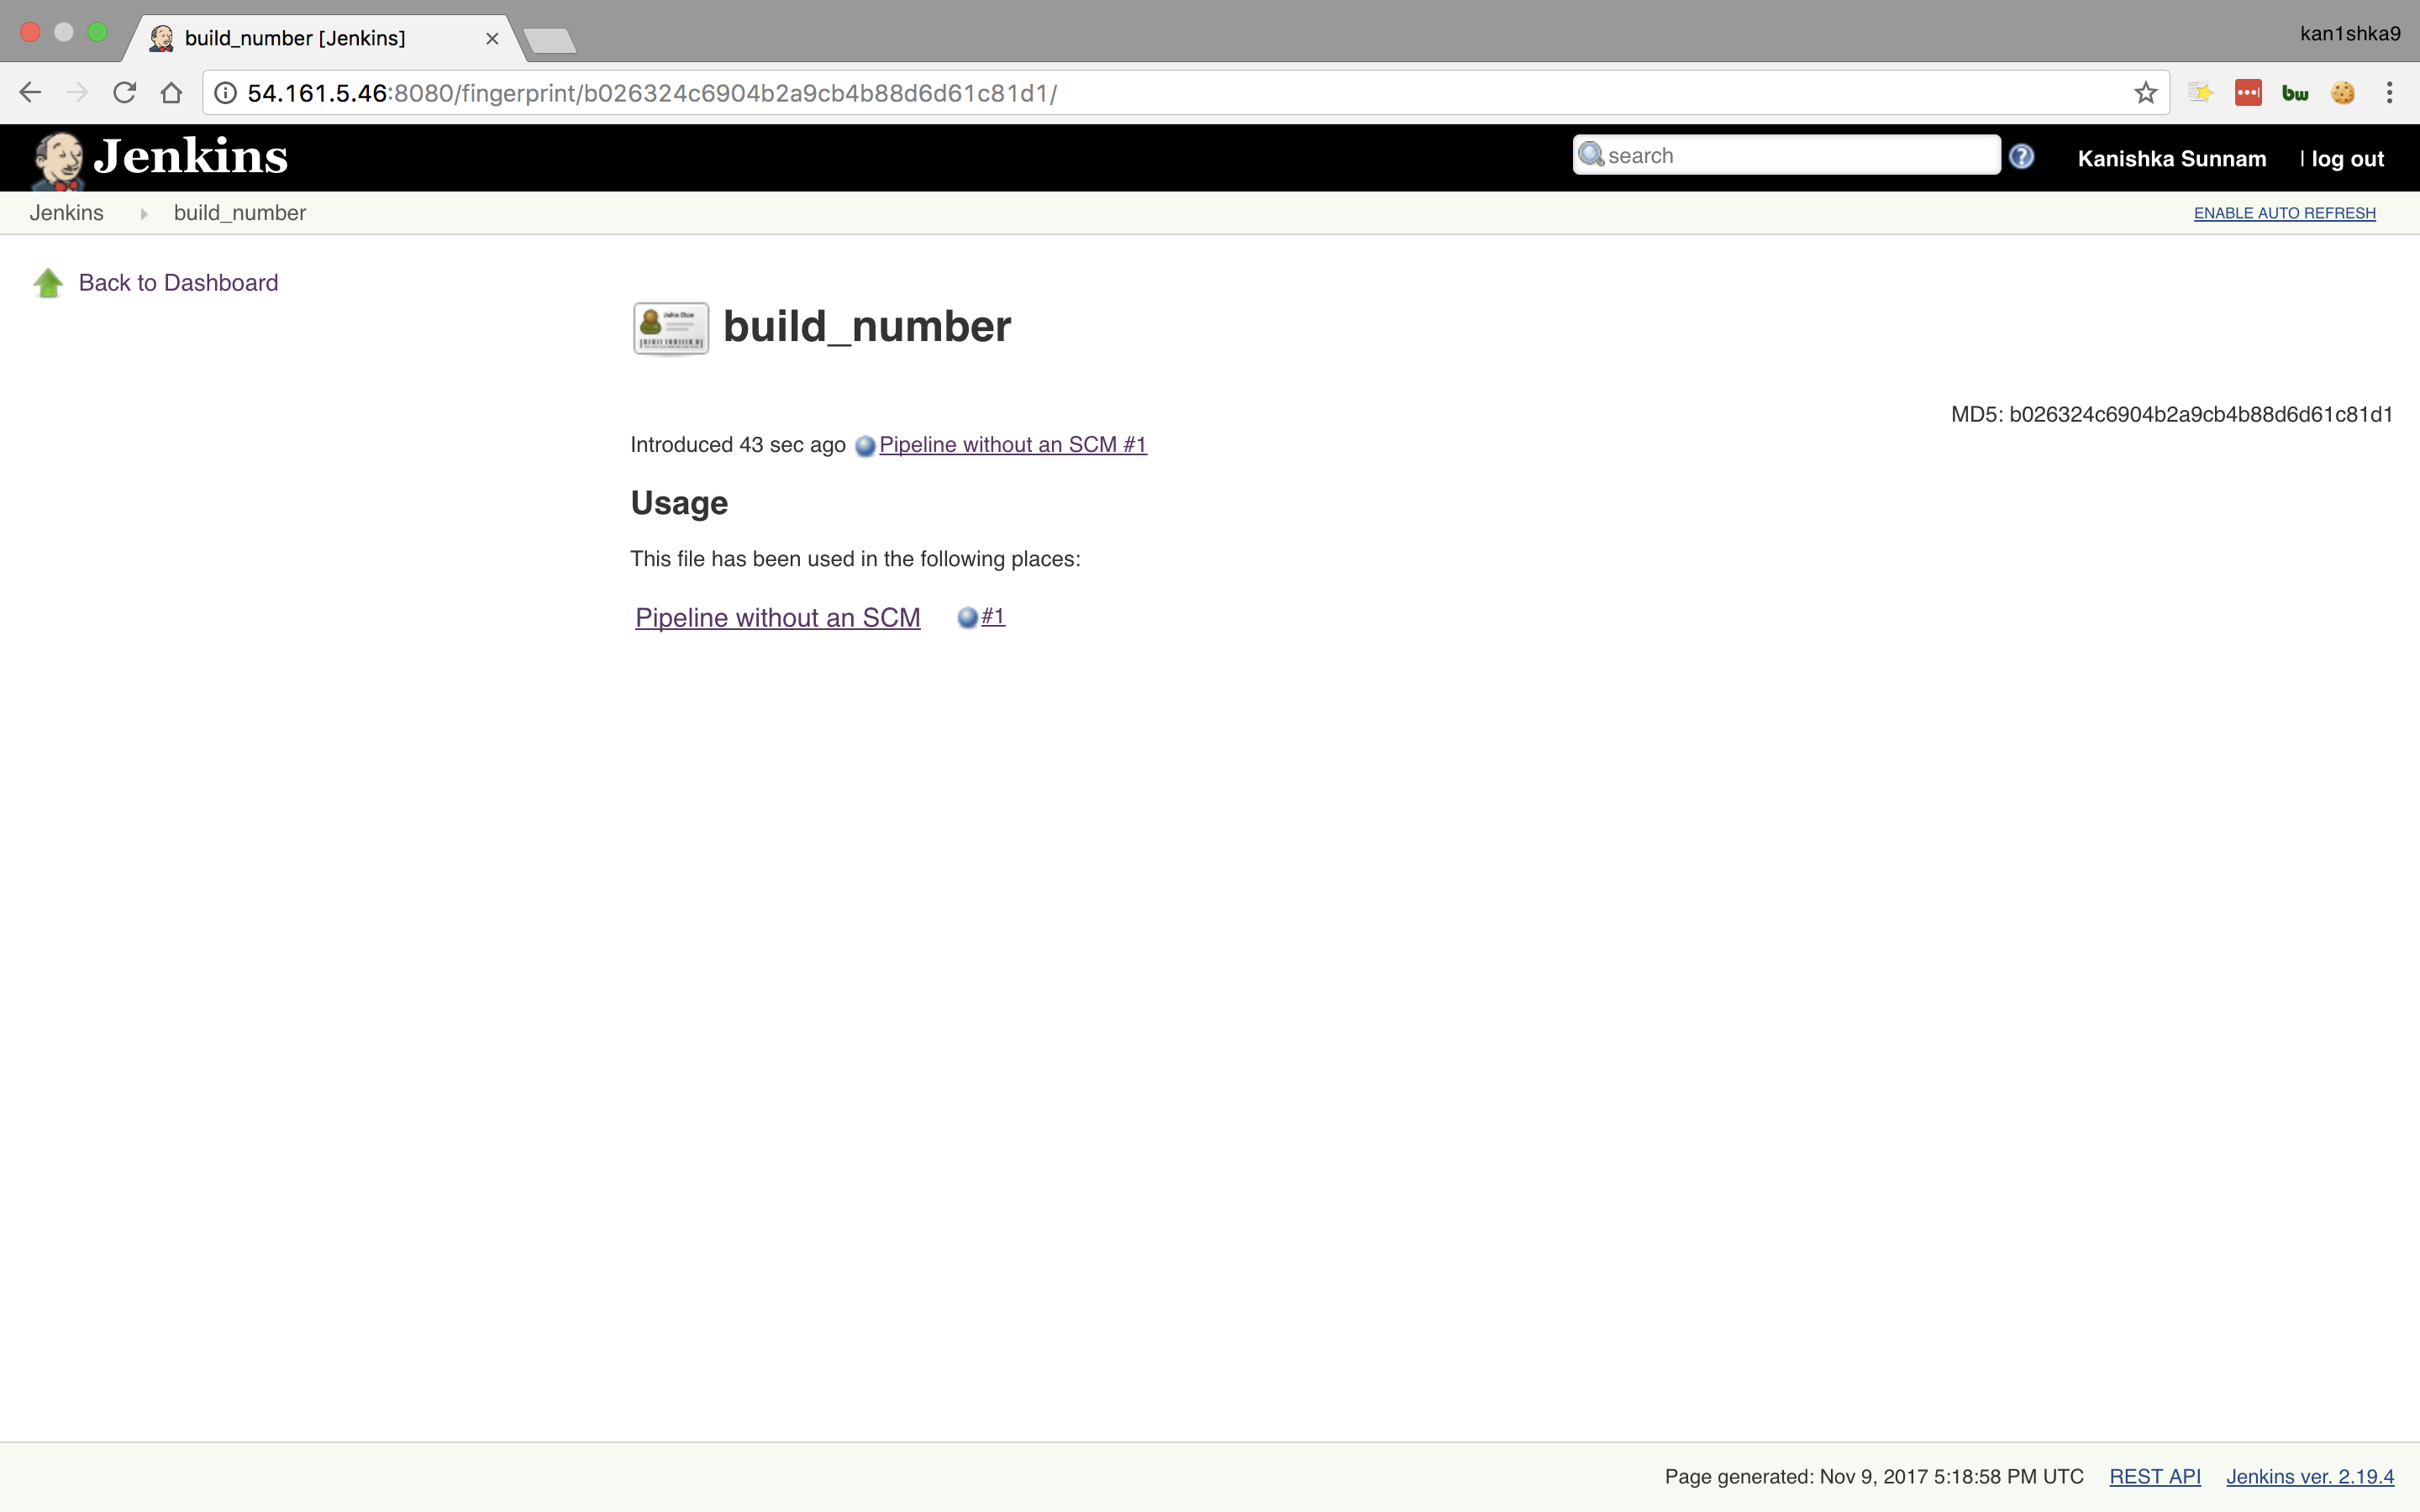 build_number [Jenkins]
kan1shka9
54.161.5.46:8080/fingerprint/b026324c6904b2a9cb4b88d6d61c81d1/
bw
Jenkins
search
Kanishka Sunnam
| log out
Jenkins
build_number
ENABLE AUTO REFRESH
Back to Dashboard
John Doe
build_number
MD5: b026324c6904b2a9cb4b88d6d61c81d1
Introduced 43 sec ago Pipeline without an SCM #1
Usage
This file has been used in the following places:
Pipeline without an SCM #1
Page generated: Nov 9, 2017 5:18:58 PM UTC REST API Jenkins ver. 2.19.4